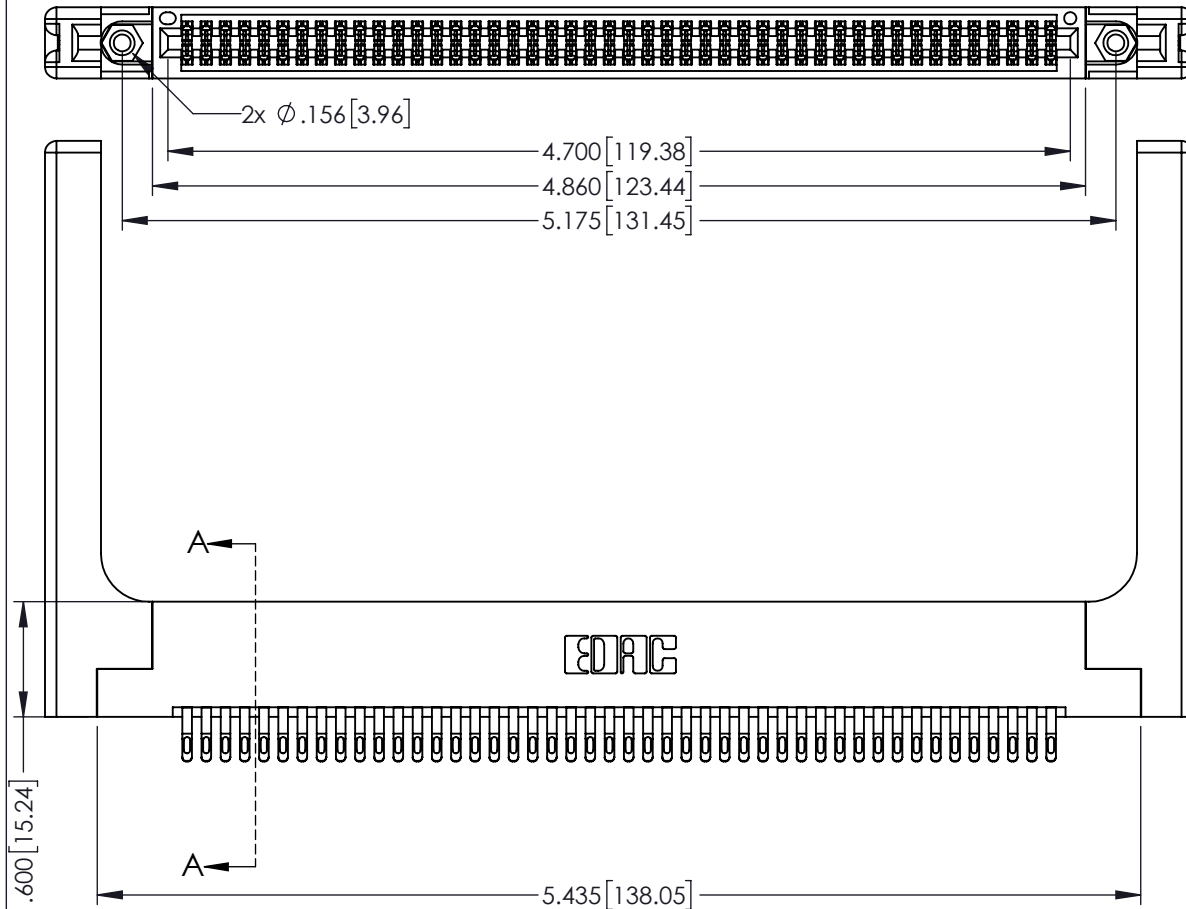 2x Ø .156[3.96]
4.700[119.38]
4.860[123.44]
5.175[131.45]
A
EDAC
.600[15.24]
A
5.435[138.05]